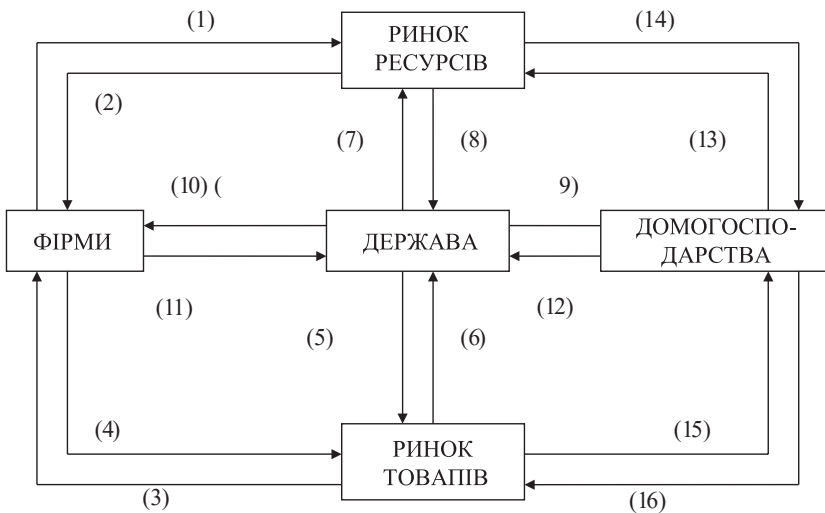 (1)
РИНОК
РЕСУРСІВ
(14)
(2)
(7)
(8)
(13)
(10) (
9)
ФІРМИ
ДЕРЖАВА
ДОМОГОСПО-
ДАРСТВА
(11)
(12)
(5)
(6)
(4)
РИНОК
ТОВАПІВ
(15)
(3)
(16)